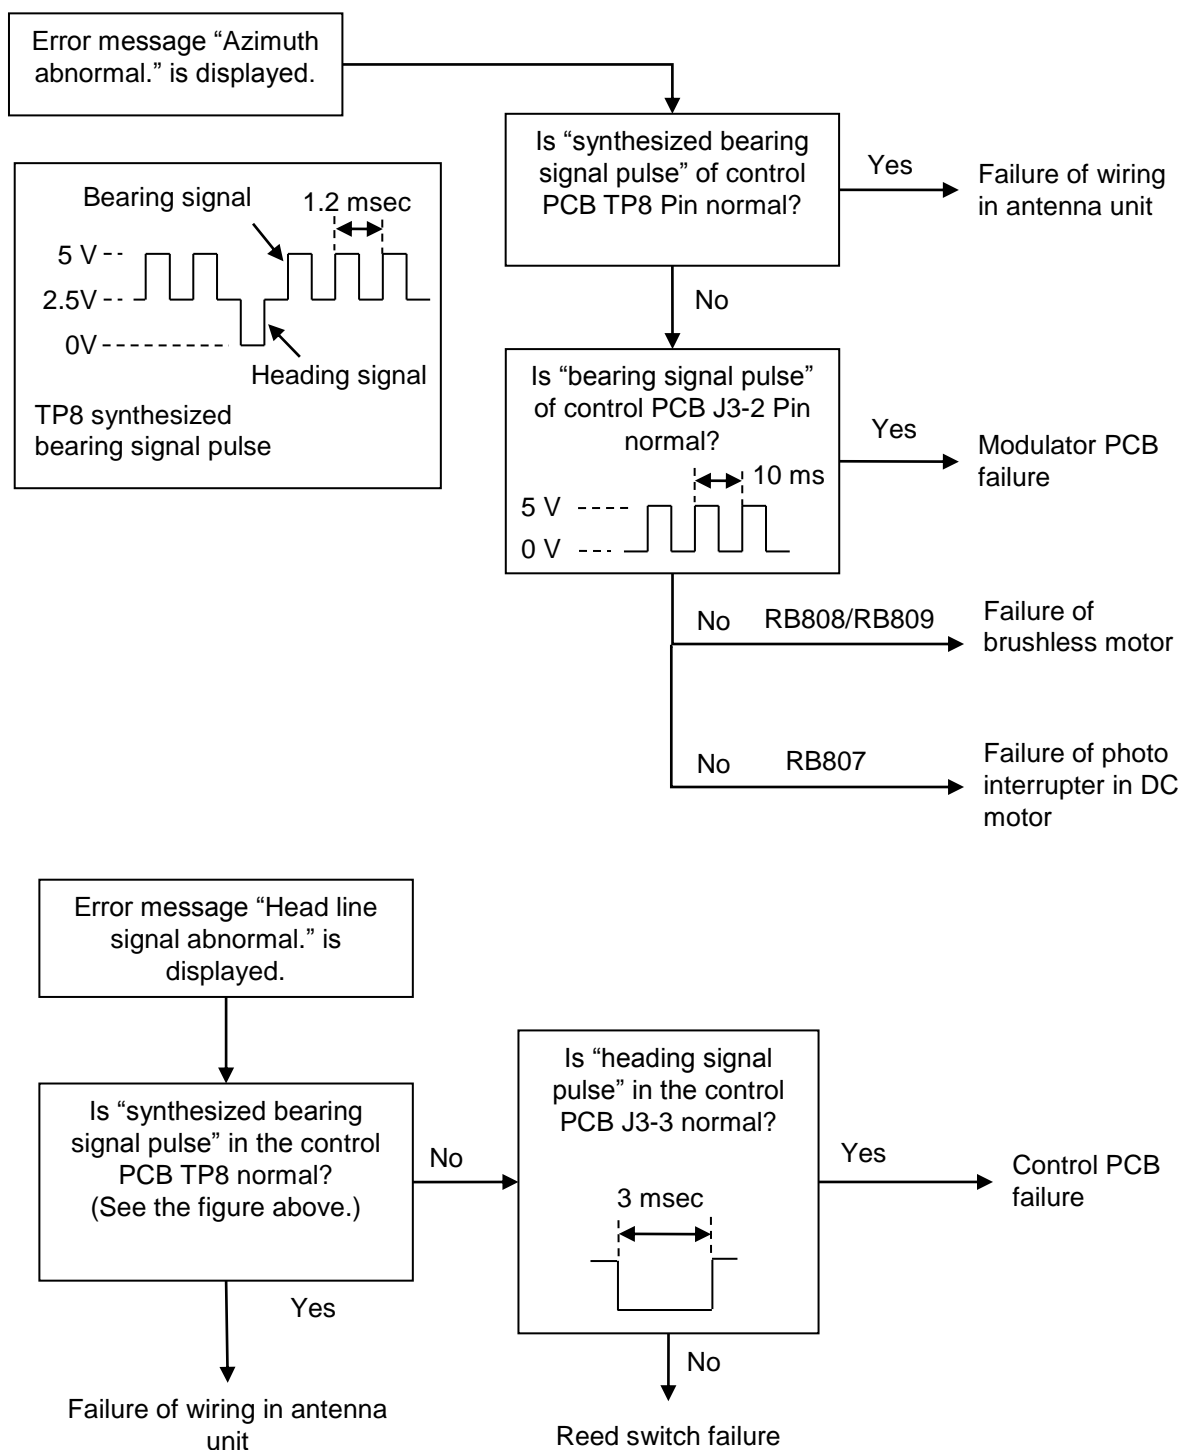 Error message “Azimuth
abnormal.” is displayed.
Is “synthesized bearing
signal pulse” of control
PCB TP8 Pin normal?
Yes
Failure of wiring
in antenna unit
Bearing signal
1.2 msec
5 V
2.5V
0V
Heading signal
TP8 synthesized
bearing signal pulse
No
Is “bearing signal pulse”
of control PCB J3-2 Pin
normal?
10 ms
5 V
0 V
Yes
Modulator PCB
failure
No
RB808/RB809
Failure of
brushless motor
No
RB807
Failure of photo
interrupter in DC
motor
Error message “Head line
signal abnormal.” is
displayed.
Is “synthesized bearing
signal pulse” in the control
PCB TP8 normal?
(See the figure above.)
No
Is “heading signal
pulse” in the control
PCB J3-3 normal?
3 msec
Yes
Control PCB
failure
Yes
Failure of wiring in antenna
unit
No
Reed switch failure